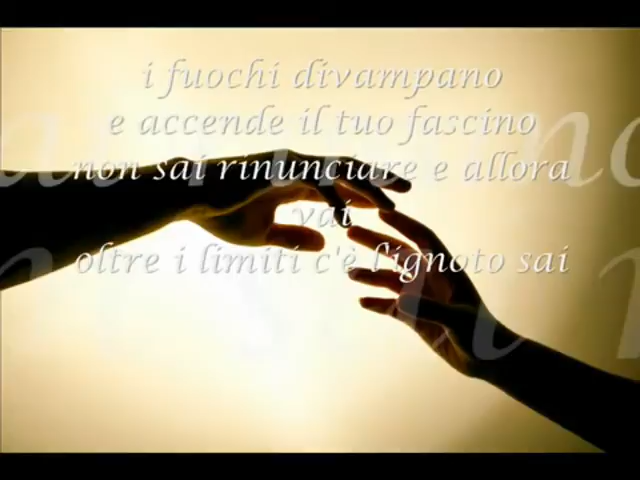 i fuochi divampano
e accende il tuo fascino
non sai rinunciare e allora
vai
oltre i limiti c'è l'ignoto sai